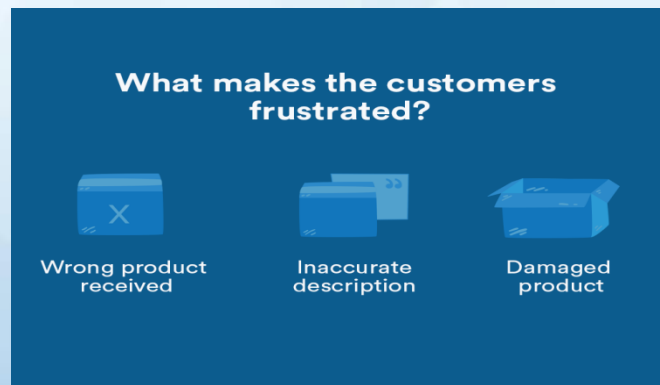 What makes the customers
frustrated?
X
”
Wrong product
received
Inaccurate
description
Damaged
product